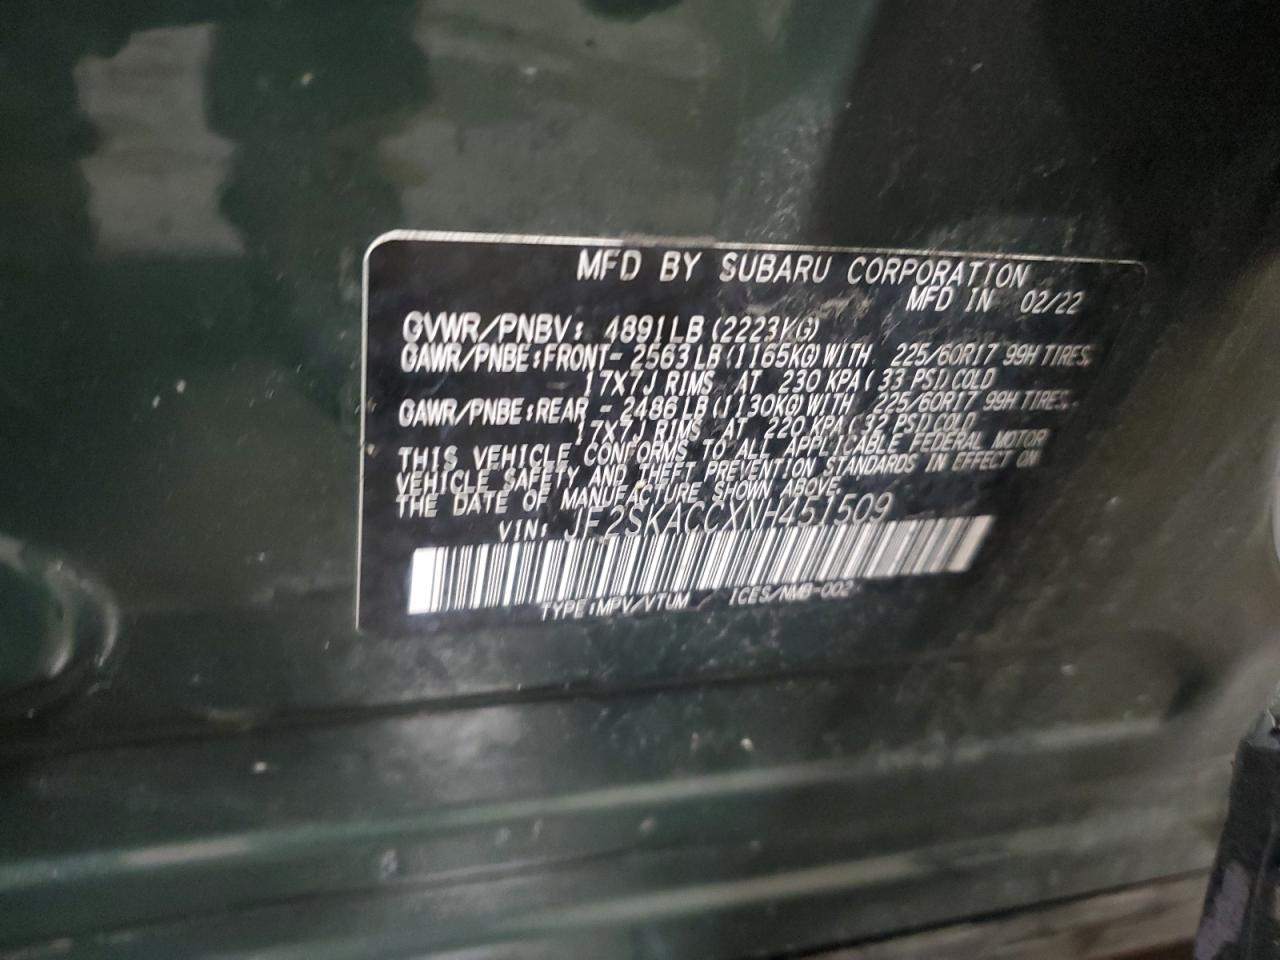 MFD BY SUBARU CORPORATION
MFD IN 02/22
GVWR/PNBV: 4891LB(2223KG)
GAWR/PNBE:FRONT- 2563LB(1165KG)WITH 225/60R17 99H TIRES,
17X7J RIMS AT 230 KPA(33 PSI)COLD
GAWR/PNBE:REAR - 2486LB(1130KG)WITH 225/60R17 99H TIRES,
17X7J RIMS AT 220 KPA(32 PSI)COLD
THIS VEHICLE CONFORMS TO ALL APPLICABLE FEDERAL MOTOR
VEHICLE SAFETY AND THEFT PREVENTION STANDARDS IN EFFECT ON
THE DATE OF MANUFACTURE SHOWN ABOVE.
VIN: JF2SKACCXNH451509
TYPE:MPV/VTUM / ICES/NMB-002